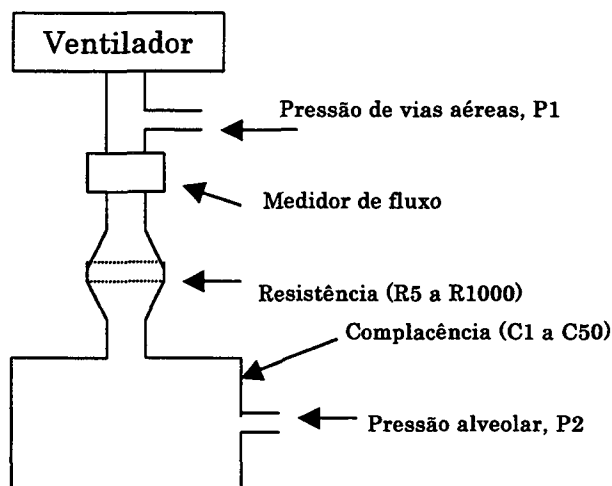 Ventilador
Pressão de vias aéreas, P1
Medidor de fluxo
Resistência (R5 a R1000)
Complacência (C1 a C50)
Pressão alveolar, P2